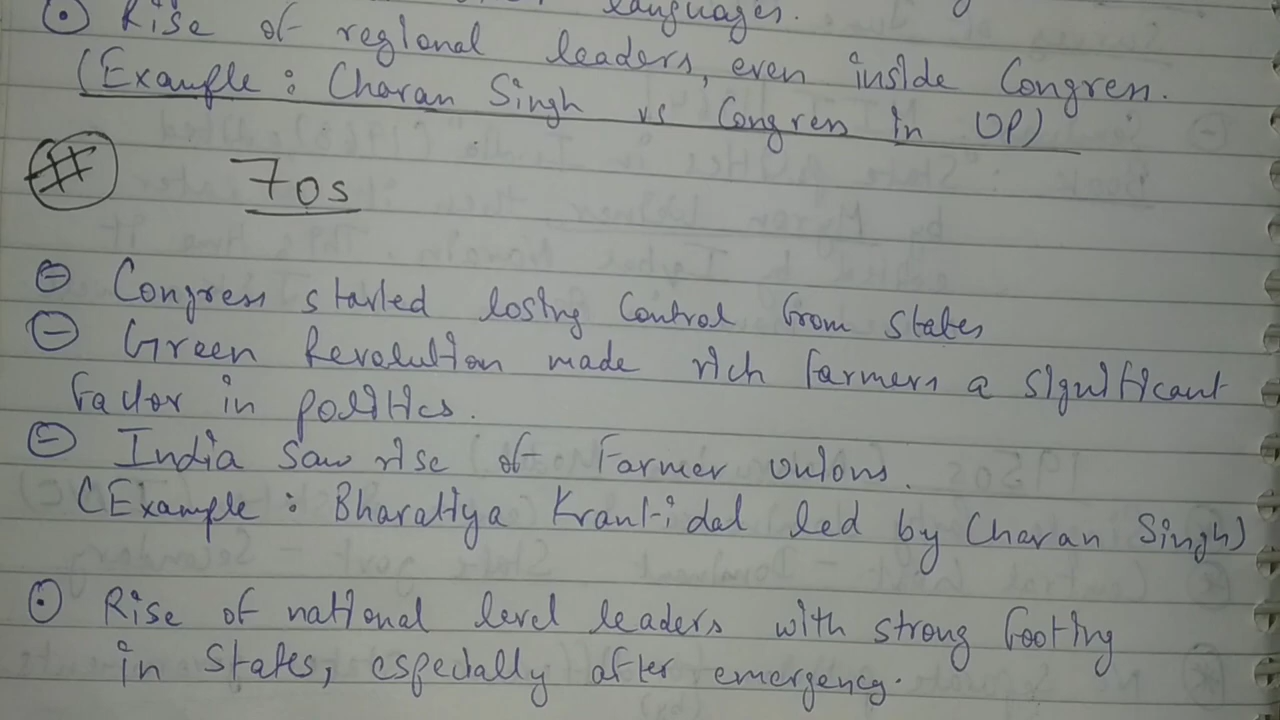 languages.
⊙ Rise of regional leaders, even inside Congress.
(Example : Charan Singh vs Congress in UP)
# 70s
⊖ Congress started losing Control from states
⊖ Green Revolution made rich farmers a significant
factor in politics.
⊖ India saw rise of Farmer unions.
(Example : Bharatiya Krantidal led by Charan Singh)
⊙ Rise of national level leaders with strong footing
in States, especially after emergency.